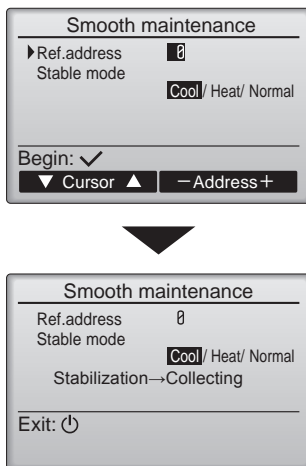 Smooth maintenance
Ref.address 0
Stable mode
Cool / Heat/ Normal
Begin: ✓
▼ Cursor ▲ －Address＋
Smooth maintenance
Ref.address 0
Stable mode
Cool / Heat/ Normal
Stabilization→Collecting
Exit: